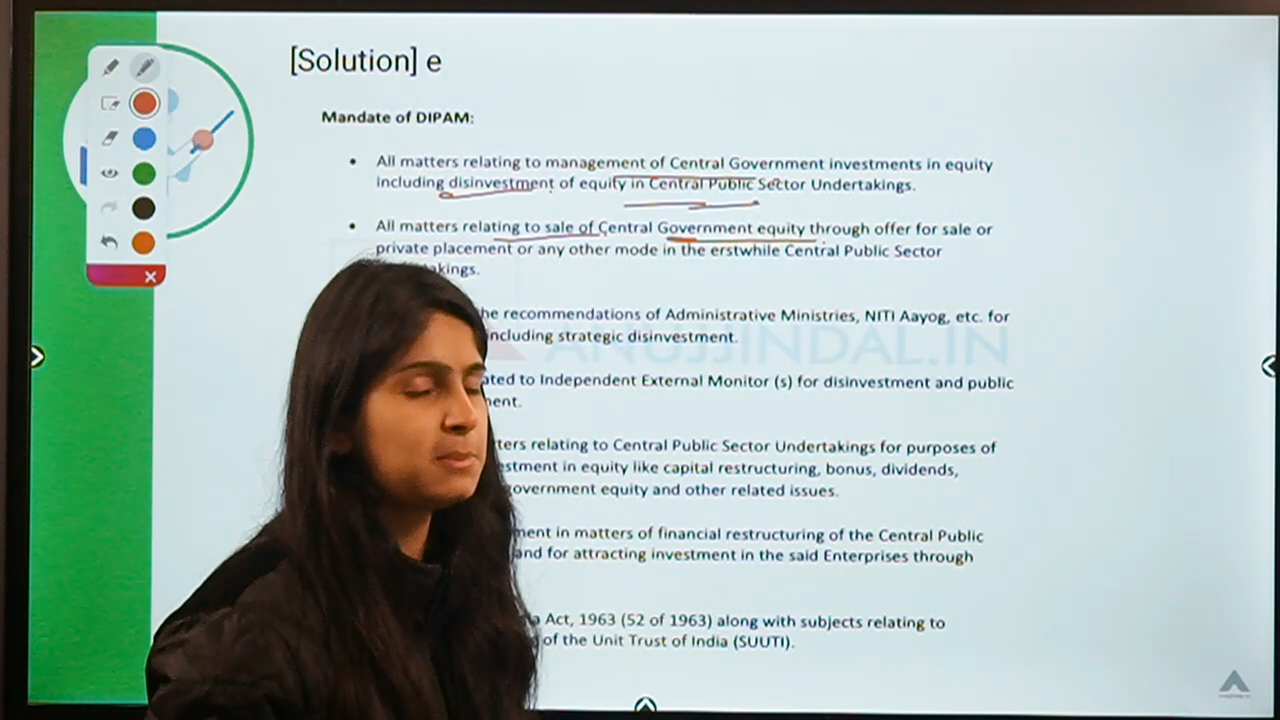 [Solution] e
Mandate of DIPAM:
• All matters relating to management of Central Government investments in equity
including disinvestment of equity in Central Public Sector Undertakings.
• All matters relating to sale of Central Government equity through offer for sale or
private placement or any other mode in the erstwhile Central Public Sector
akings.
he recommendations of Administrative Ministries, NITI Aayog, etc. for
including strategic disinvestment.
ated to Independent External Monitor (s) for disinvestment and public
ent.
ters relating to Central Public Sector Undertakings for purposes of
stment in equity like capital restructuring, bonus, dividends,
overnment equity and other related issues.
ment in matters of financial restructuring of the Central Public
and for attracting investment in the said Enterprises through
a Act, 1963 (52 of 1963) along with subjects relating to
of the Unit Trust of India (SUUTI).
ANUJJINDAL.IN